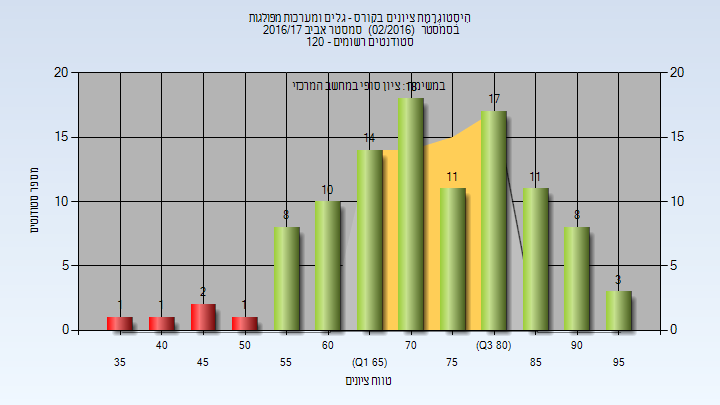 היסטוגרמת ציונים בקורס - גלים ומערכות מפולגות
בסמסטר (02/2016) סמסטר אביב 2016/17
סטודנטים רשומים - 120
במשימה: ציון סופי במחשב המרכזי
מספר סטודנטים
20 20
15 15
10 10
5 5
0 0
1 1 2 1 8 10 14 18 11 17 11 8 3
40 50 60 70 (Q3 80) 90
35 45 55 (Q1 65) 75 85 95
טווח ציונים